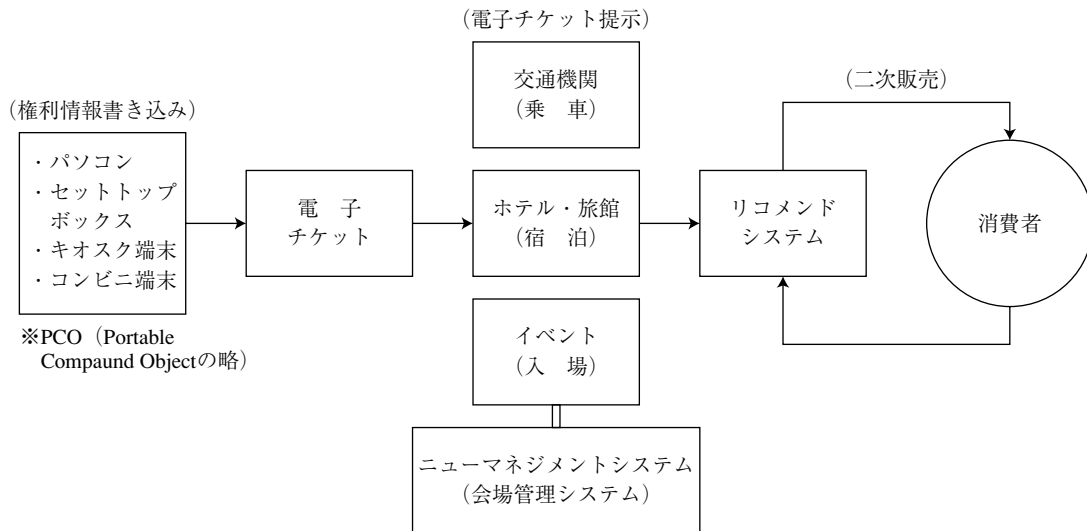 (権利情報書き込み)
・パソコン
・セットトップ
ボックス
・キオスク端末
・コンビニ端末
※PCO（Portable
Compaund Objectの略）
電　子
チケット
（電子チケット提示）
交通機関
（乗　車）
ホテル・旅館
（宿　泊）
イベント
（入　場）
ニューマネジメントシステム
（会場管理システム）
リコメンド
システム
（二次販売）
消費者